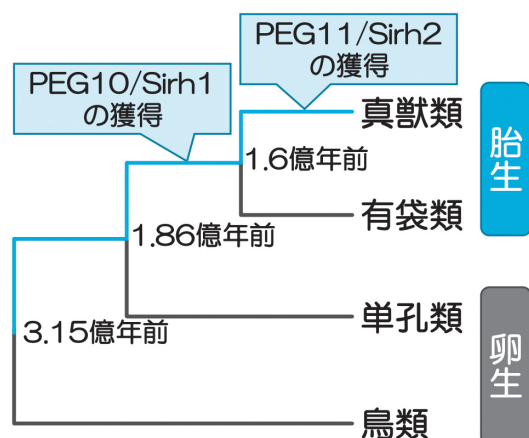 PEG11/Sirh2
の獲得
PEG10/Sirh1
の獲得
真獣類
1.6億年前
有袋類
胎生
1.86億年前
単孔類
3.15億年前
鳥類
卵生